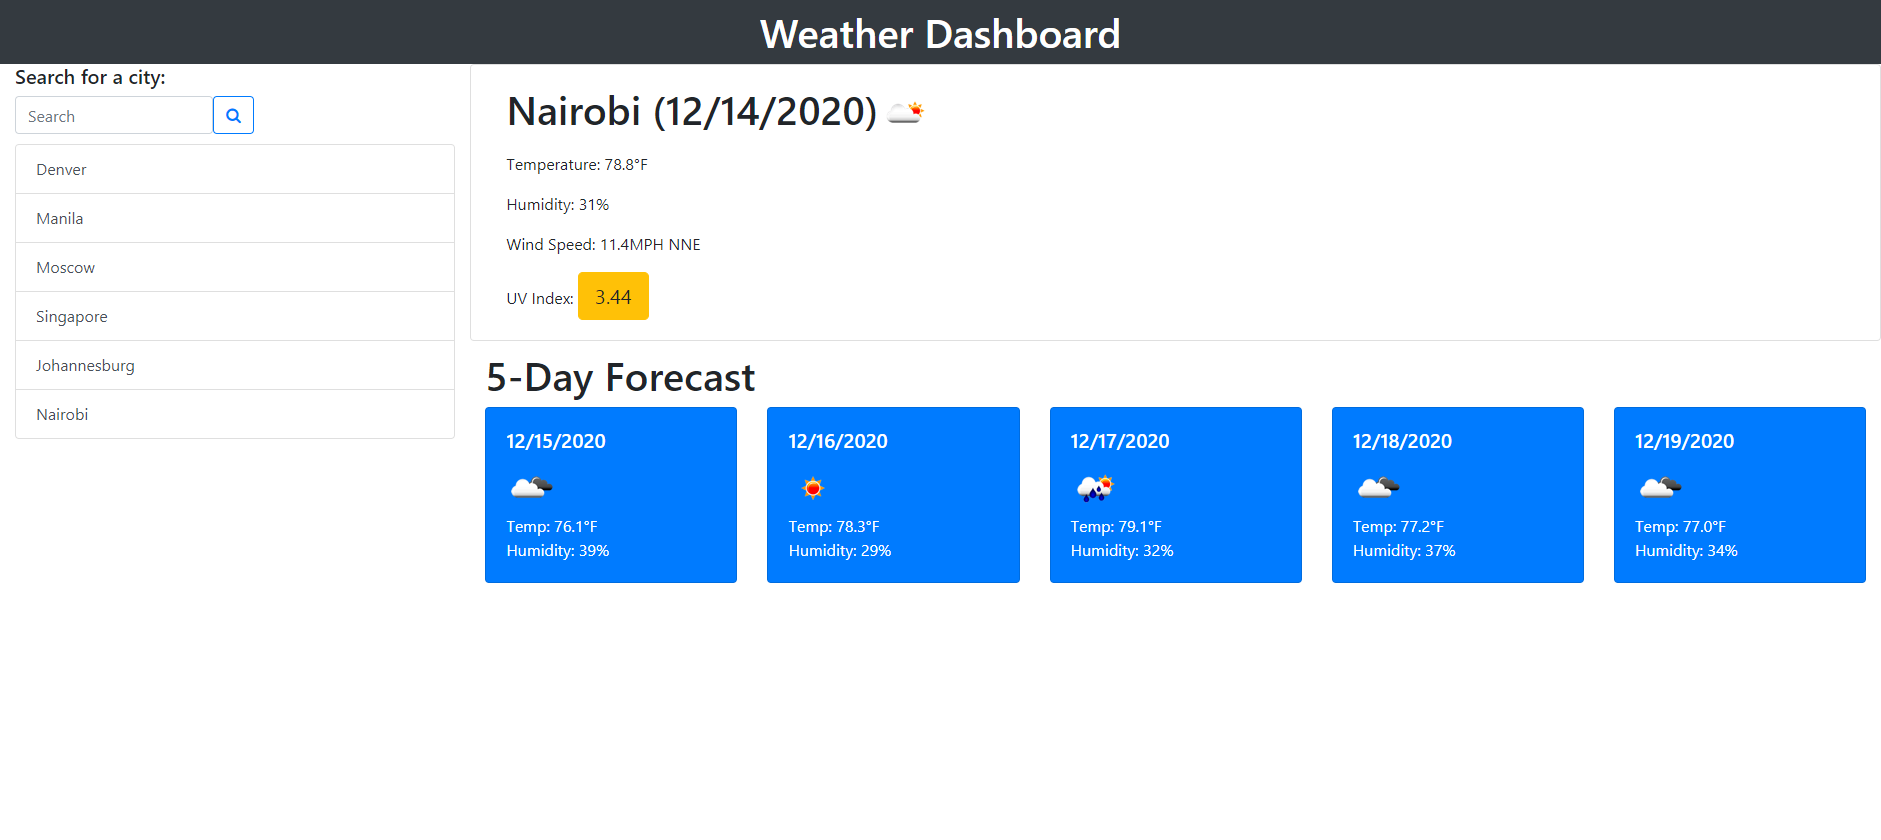 Weather Dashboard
Search for a city:
Search
Denver
Manila
Moscow
Singapore
Johannesburg
Nairobi
Nairobi (12/14/2020)
Temperature: 78.8°F
Humidity: 31%
Wind Speed: 11.4MPH NNE
UV Index: 3.44
5-Day Forecast
12/15/2020
Temp: 76.1°F
Humidity: 39%
12/16/2020
Temp: 78.3°F
Humidity: 29%
12/17/2020
Temp: 79.1°F
Humidity: 32%
12/18/2020
Temp: 77.2°F
Humidity: 37%
12/19/2020
Temp: 77.0°F
Humidity: 34%